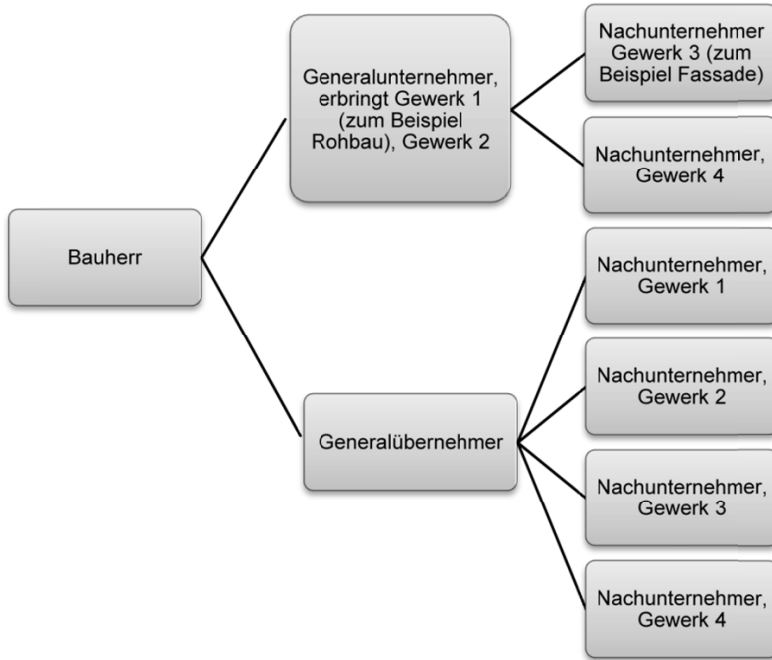 Bauherr
Generalunternehmer,
erbringt Gewerk 1
(zum Beispiel
Rohbau), Gewerk 2
Nachunternehmer
Gewerk 3 (zum
Beispiel Fassade)
Nachunternehmer,
Gewerk 4
Generalübernehmer
Nachunternehmer,
Gewerk 1
Nachunternehmer,
Gewerk 2
Nachunternehmer,
Gewerk 3
Nachunternehmer,
Gewerk 4